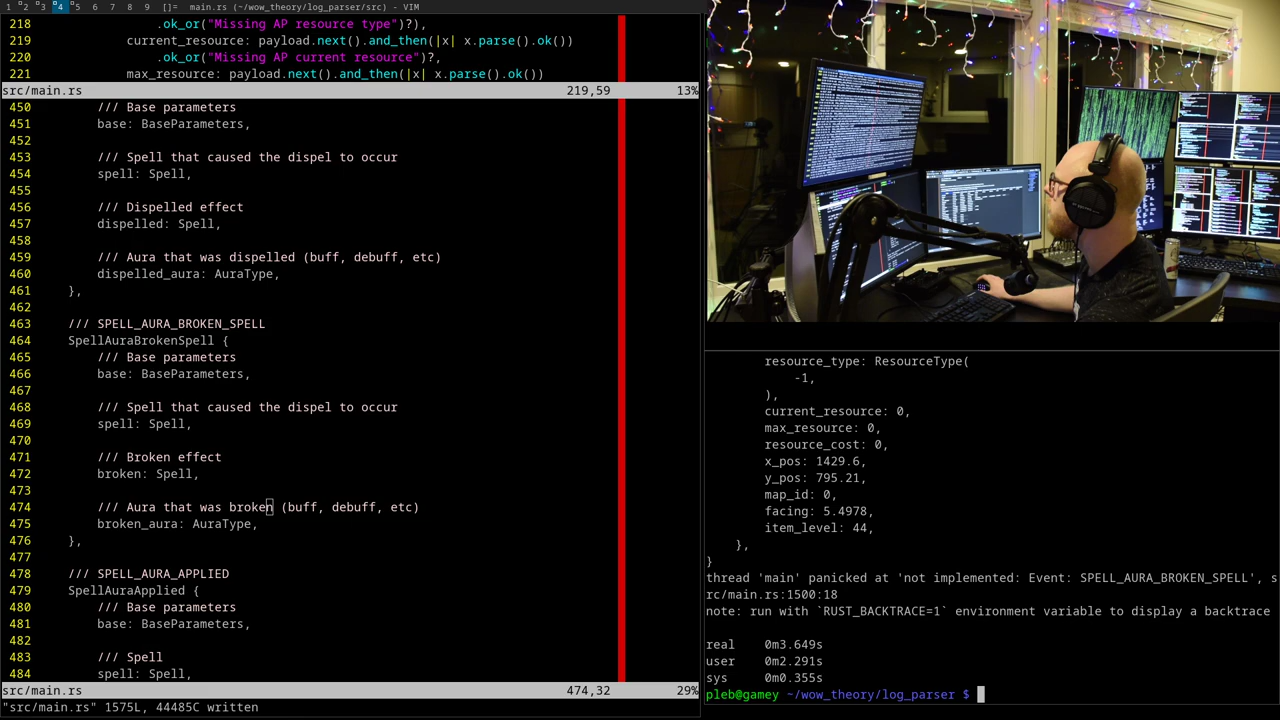 1 2 3 4 5 6 7 8 9 []= main.rs (~/wow_theory/log_parser/src) - VIM
218 .ok_or("Missing AP resource type")?),
219 current_resource: payload.next().and_then(|x| x.parse().ok())
220 .ok_or("Missing AP current resource")?,
221 max_resource: payload.next().and_then(|x| x.parse().ok())
src/main.rs 219,59 13%
450 /// Base parameters
451 base: BaseParameters,
452
453 /// Spell that caused the dispel to occur
454 spell: Spell,
455
456 /// Dispelled effect
457 dispelled: Spell,
458
459 /// Aura that was dispelled (buff, debuff, etc)
460 dispelled_aura: AuraType,
461 },
462
463 /// SPELL_AURA_BROKEN_SPELL
464 SpellAuraBrokenSpell {
465 /// Base parameters
466 base: BaseParameters,
467
468 /// Spell that caused the dispel to occur
469 spell: Spell,
470
471 /// Broken effect
472 broken: Spell,
473
474 /// Aura that was broken (buff, debuff, etc)
475 broken_aura: AuraType,
476 },
477
478 /// SPELL_AURA_APPLIED
479 SpellAuraApplied {
480 /// Base parameters
481 base: BaseParameters,
482
483 /// Spell
484 spell: Spell,
src/main.rs 474,32 29%
"src/main.rs" 1575L, 44485C written
resource_type: ResourceType(
-1,
),
current_resource: 0,
max_resource: 0,
resource_cost: 0,
x_pos: 1429.6,
y_pos: 795.21,
map_id: 0,
facing: 5.4978,
item_level: 44,
},
}
thread 'main' panicked at 'not implemented: Event: SPELL_AURA_BROKEN_SPELL', s
rc/main.rs:1500:18
note: run with `RUST_BACKTRACE=1` environment variable to display a backtrace
real 0m3.649s
user 0m2.291s
sys 0m0.355s
pleb@gamey ~/wow_theory/log_parser $